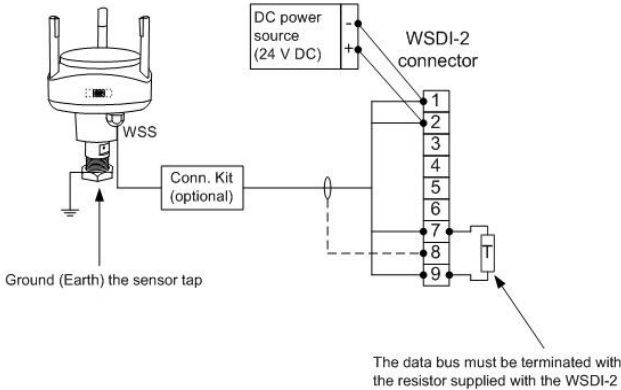 DC power
source
(24 V DC)
-
+
WSDI-2
connector
1
2
3
4
5
6
7
8
9
T
WSS
Conn. Kit
(optional)
Ground (Earth) the sensor tap
The data bus must be terminated with
the resistor supplied with the WSDI-2